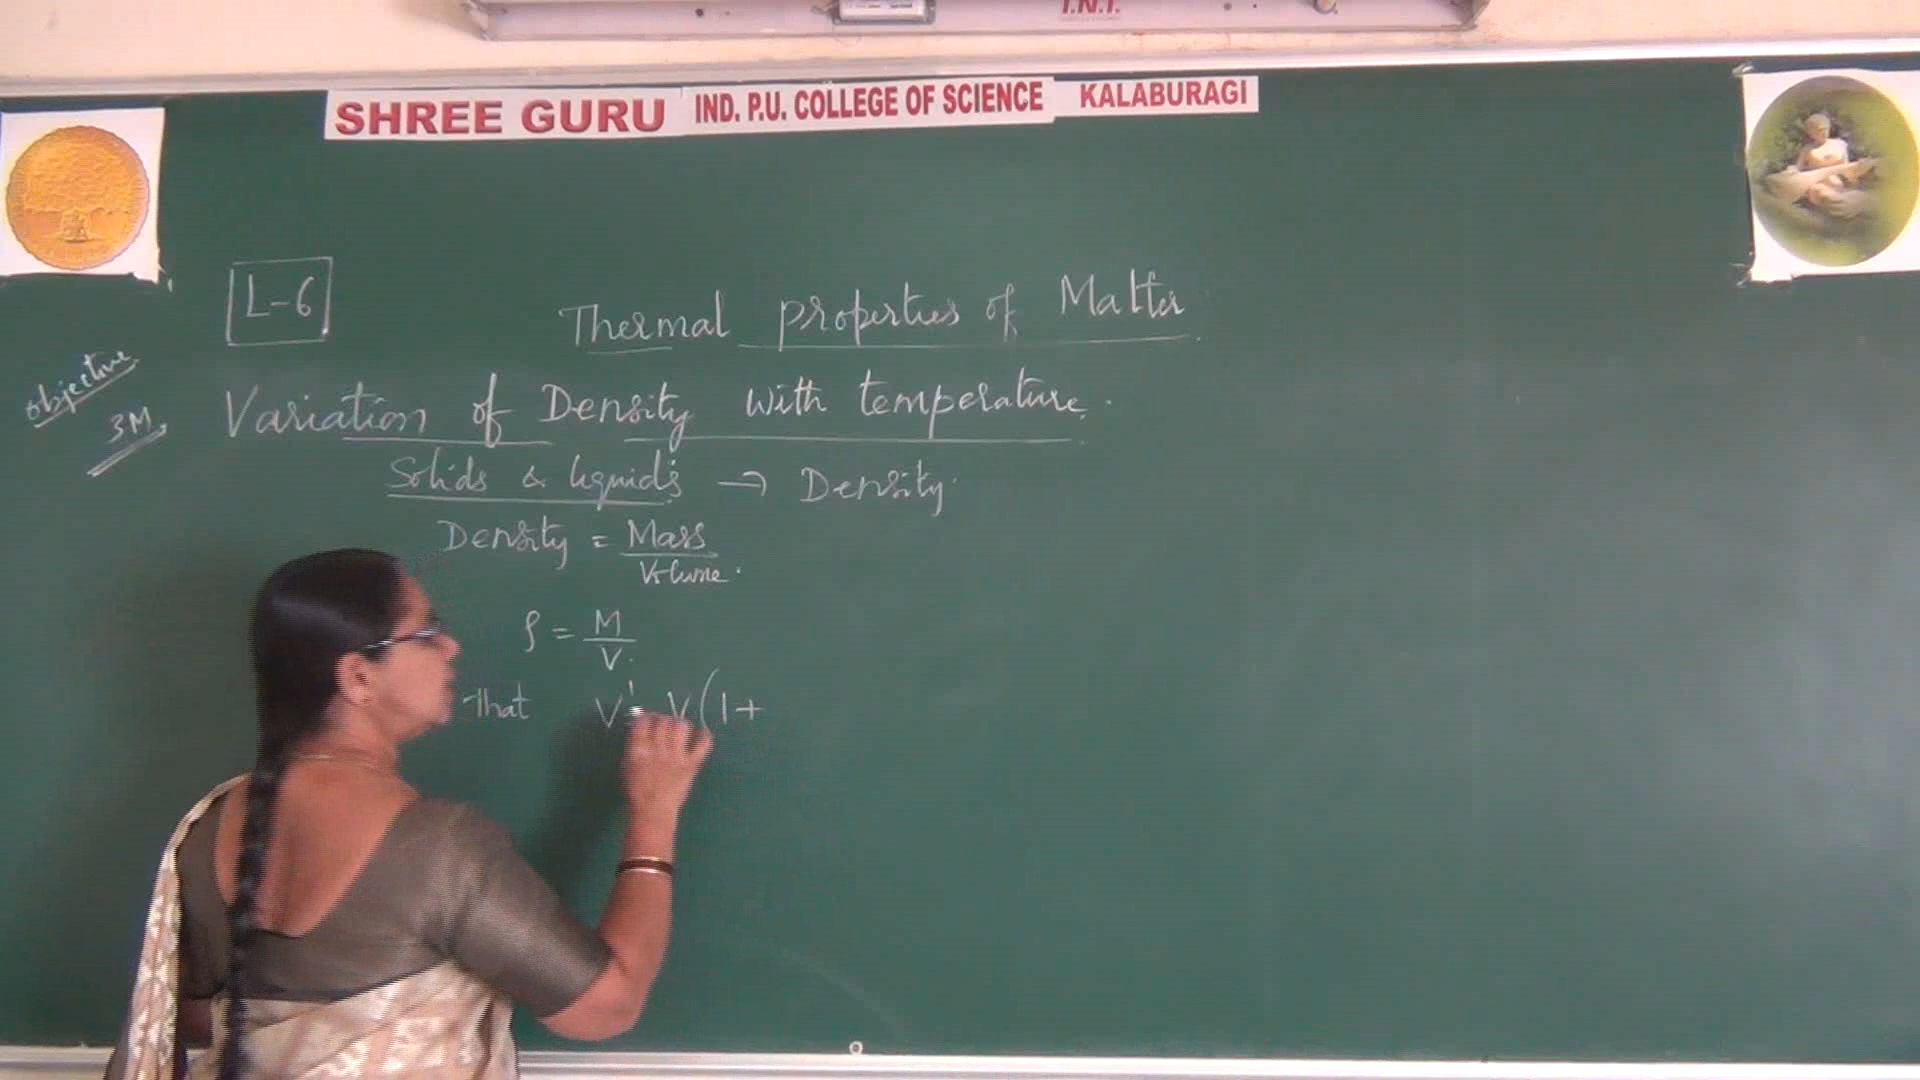 T.N.T.
SHREE GURU IND. P.U. COLLEGE OF SCIENCE KALABURAGI
L-6
Thermal properties of Matter
objective
3M
Variation of Density with temperature.
Solids & liquids → Density.
Density = Mass / Volume.
ρ = M / V.
That V' = V(1+